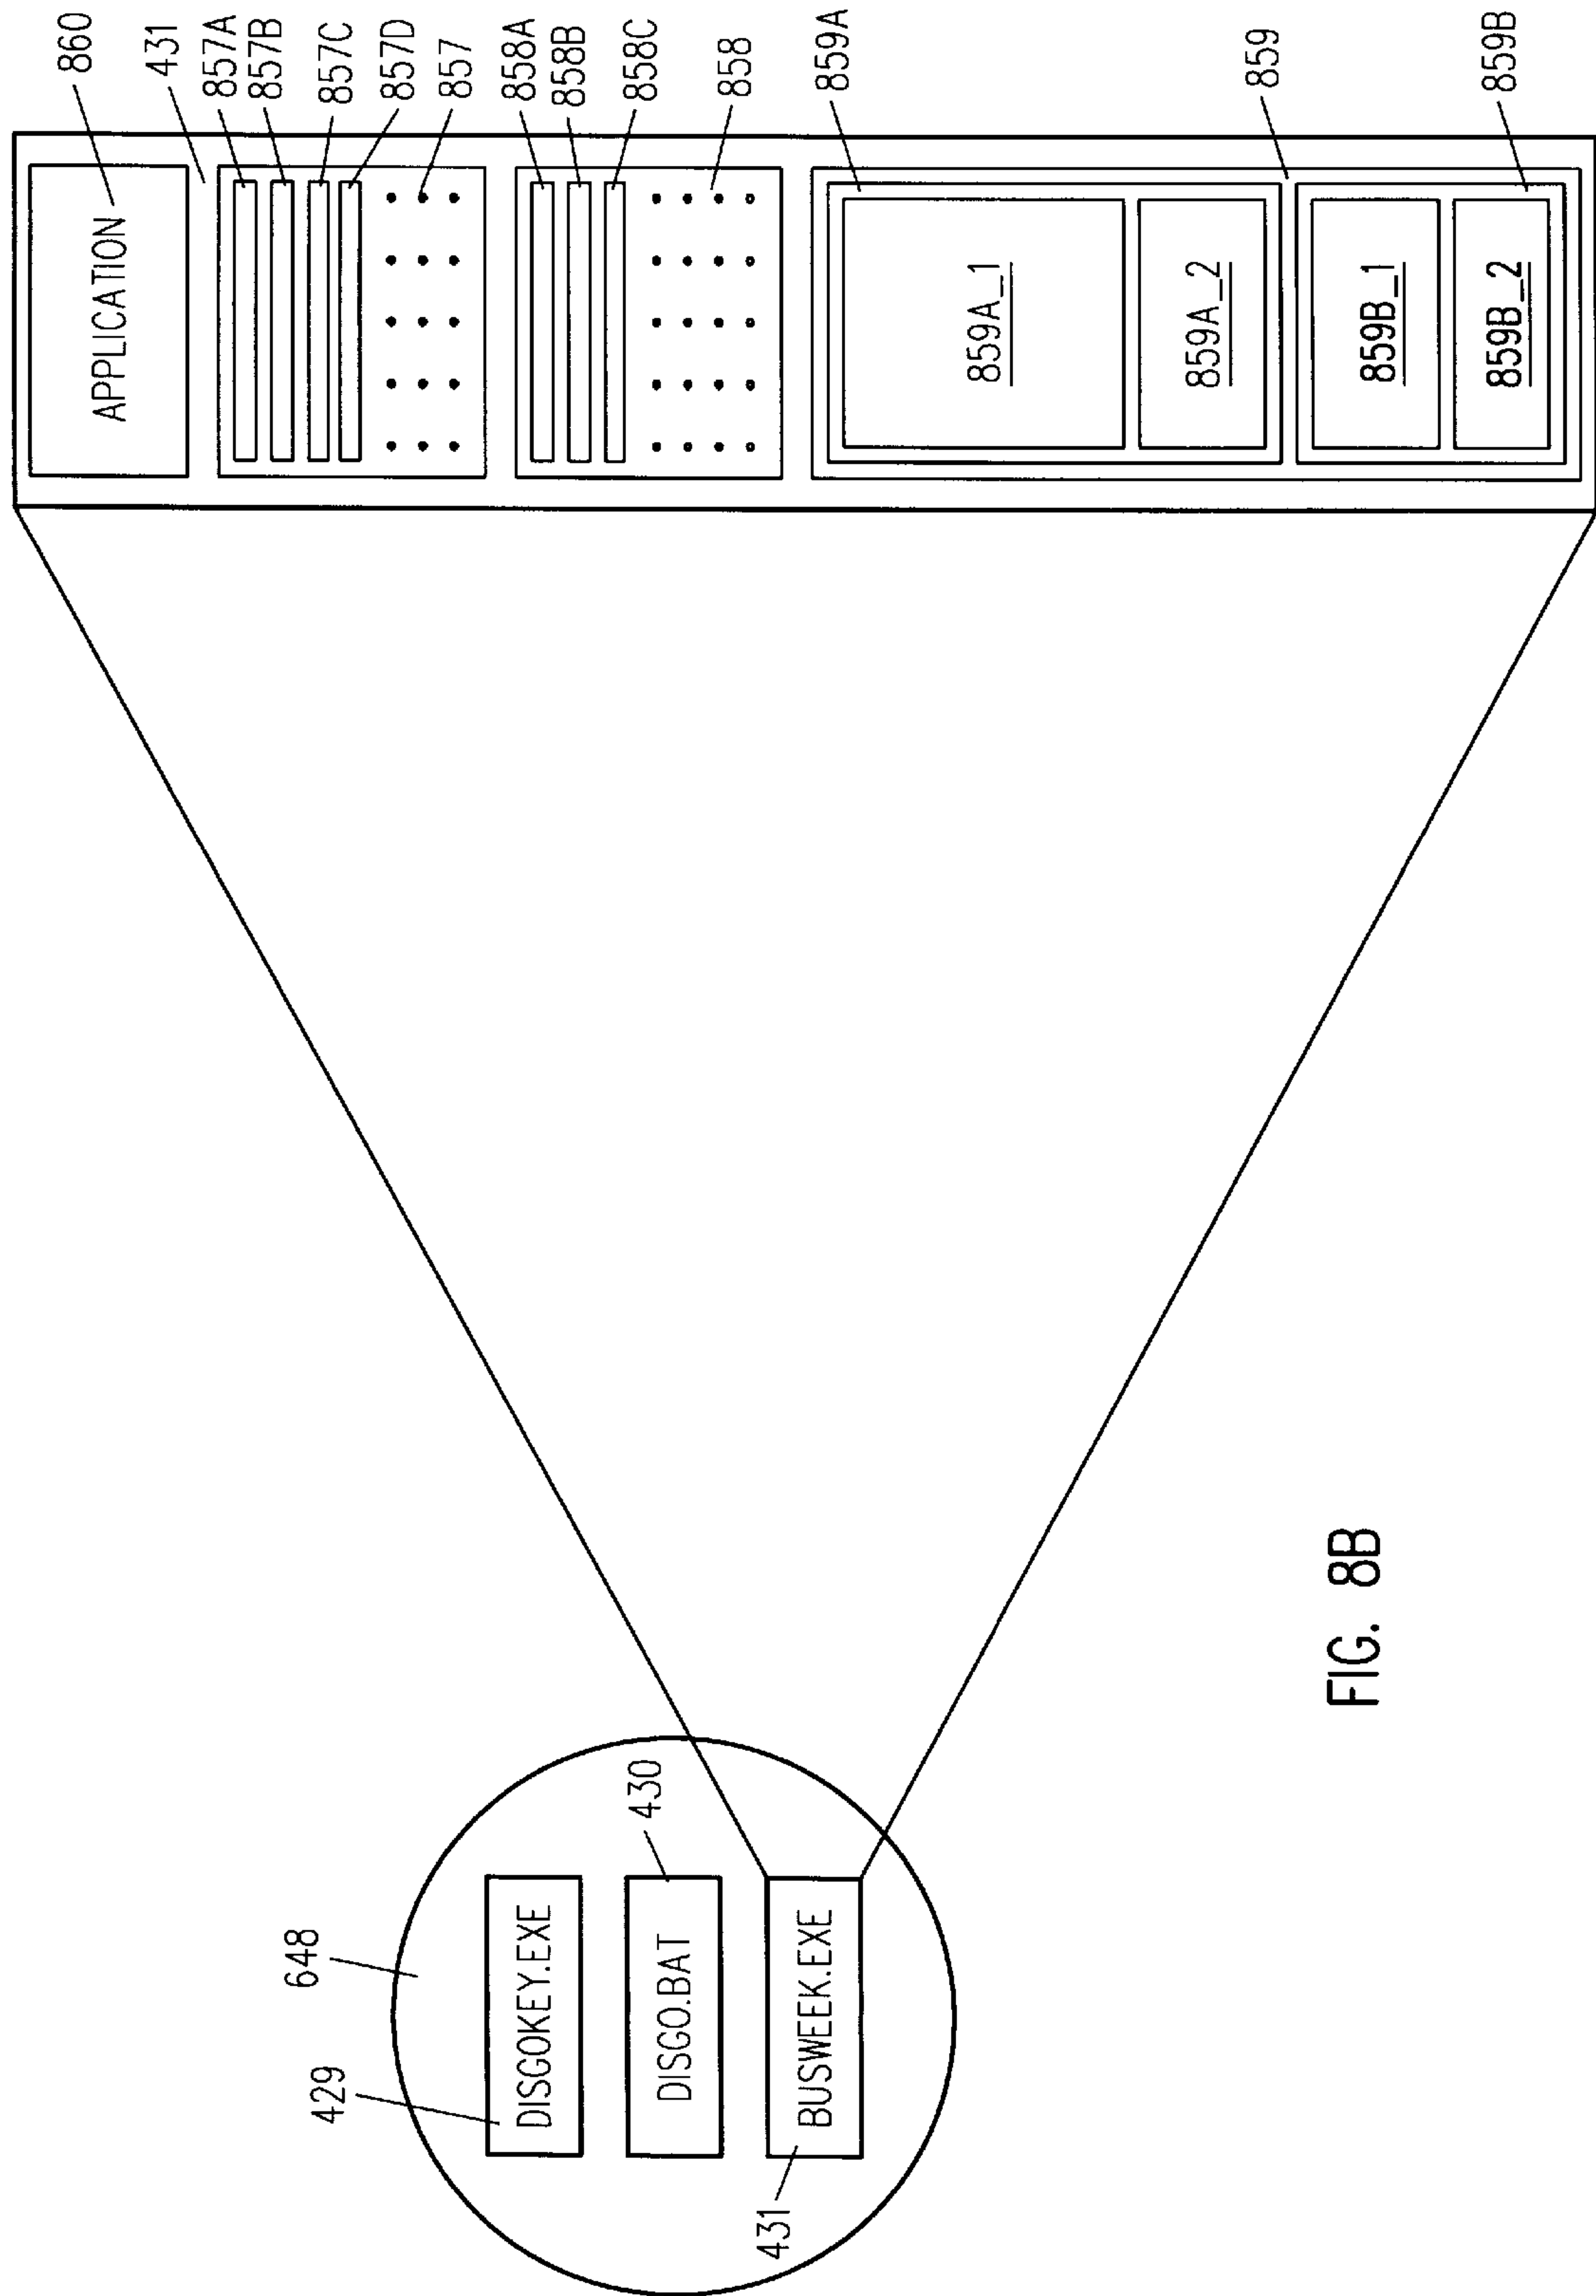 648
429
DISGOKEY.EXE
430
DISGO.BAT
431
BUSWEEK.EXE
APPLICATION
860
431
857A
857B
857C
857D
857
858A
858B
858C
858
859A_1
859A
859A_2
859
859B_1
859B_2
859B
FIG. 8B